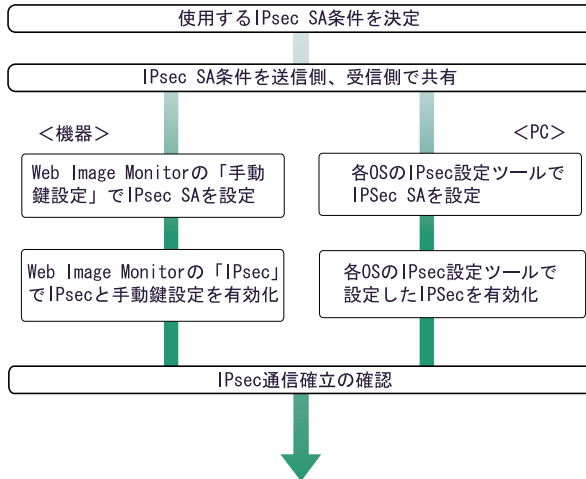 使用するIPsec SA条件を決定
IPsec SA条件を送信側、受信側で共有
＜機器＞
Web Image Monitorの「手動
鍵設定」でIPsec SAを設定
Web Image Monitorの「IPsec」
でIPsecと手動鍵設定を有効化
＜PC＞
各OSのIPsec設定ツールで
IPSec SAを設定
各OSのIPsec設定ツールで
設定したIPSecを有効化
IPsec通信確立の確認